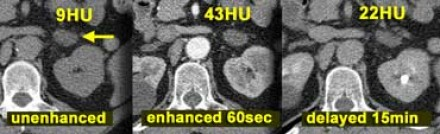 9HU
43HU
22HU
unenhanced
enhanced 60sec
delayed 15min